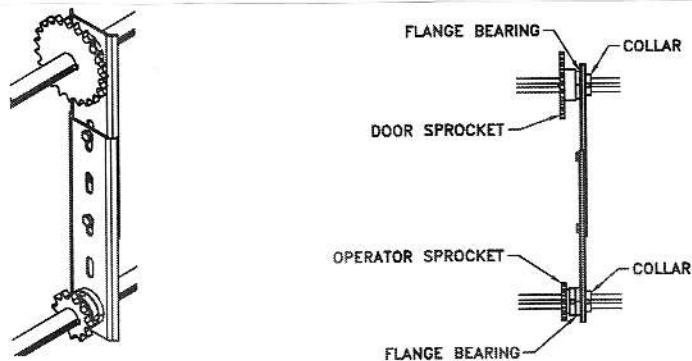 FLANGE BEARING
COLLAR
DOOR SPROCKET
OPERATOR SPROCKET
COLLAR
FLANGE BEARING